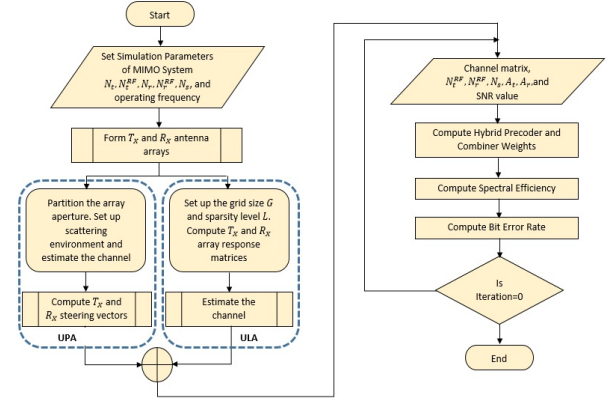 Start
Set Simulation Parameters
of MIMO System
N_t, N_t^{RF}, N_r, N_r^{RF}, N_s, and
operating frequency
Form T_X and R_X antenna
arrays
Partition the array
aperture. Set up
scattering
environment and
estimate the channel
Compute T_X and
R_X steering vectors
UPA
Set up the grid size G
and sparsity level L.
Compute T_X and R_X
array response
matrices
Estimate the
channel
ULA
Channel matrix,
N_t^{RF}, N_r^{RF}, N_s, A_t, A_r, and
SNR value
Compute Hybrid Precoder and
Combiner Weights
Compute Spectral Efficiency
Compute Bit Error Rate
Is
Iteration=0
End